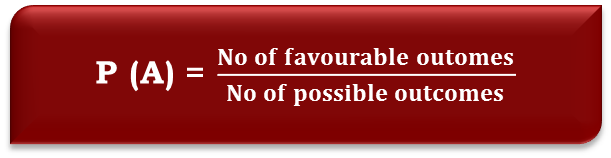 P (A) = No of favourable outomes
No of possible outcomes